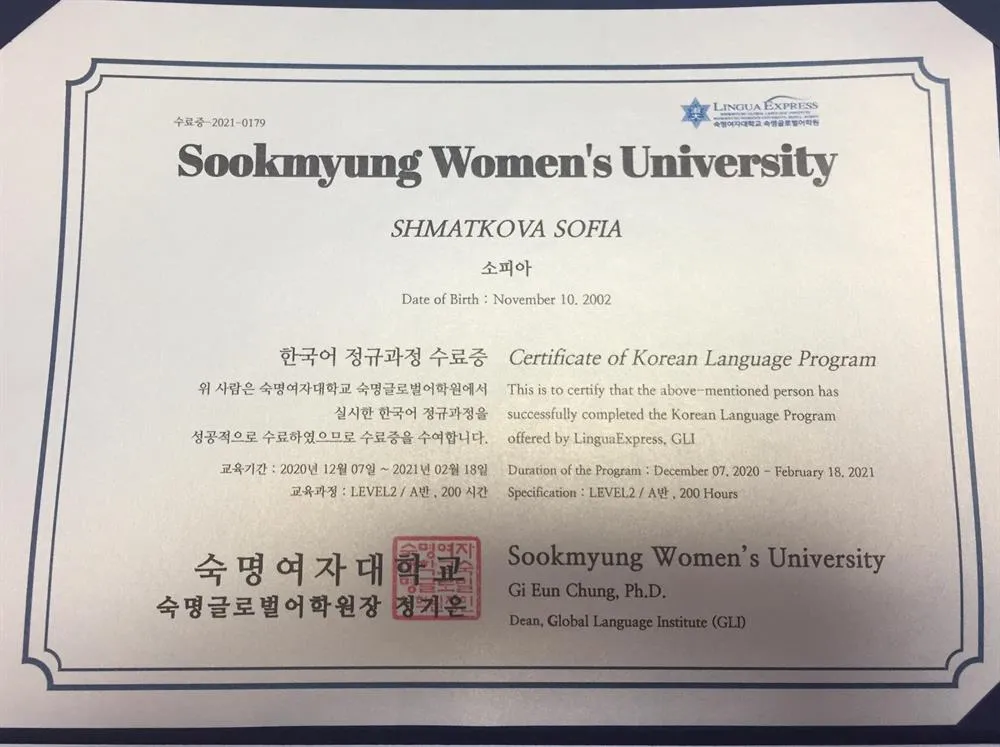 수료증-2021-0179
LINGUA EXPRESS
숙명여자대학교 숙명글로벌어학원
Sookmyung Women's University
SHMATKOVA SOFIA
소피아
Date of Birth : November 10. 2002
한국어 정규과정 수료증
위 사람은 숙명여자대학교 숙명글로벌어학원에서
실시한 한국어 정규과정을
성공적으로 수료하였으므로 수료증을 수여합니다.
교육기간 : 2020년 12월 07일 ~ 2021년 02월 18일
교육과정 : LEVEL2 / A반 , 200 시간
Certificate of Korean Language Program
This is to certify that the above-mentioned person has
successfully completed the Korean Language Program
offered by LinguaExpress, GLI
Duration of the Program : December 07. 2020 - February 18. 2021
Specification : LEVEL2 / A반 , 200 Hours
숙명여자대학교
숙명글로벌어학원장 정기은
Sookmyung Women's University
Gi Eun Chung, Ph.D.
Dean, Global Language Institute (GLI)